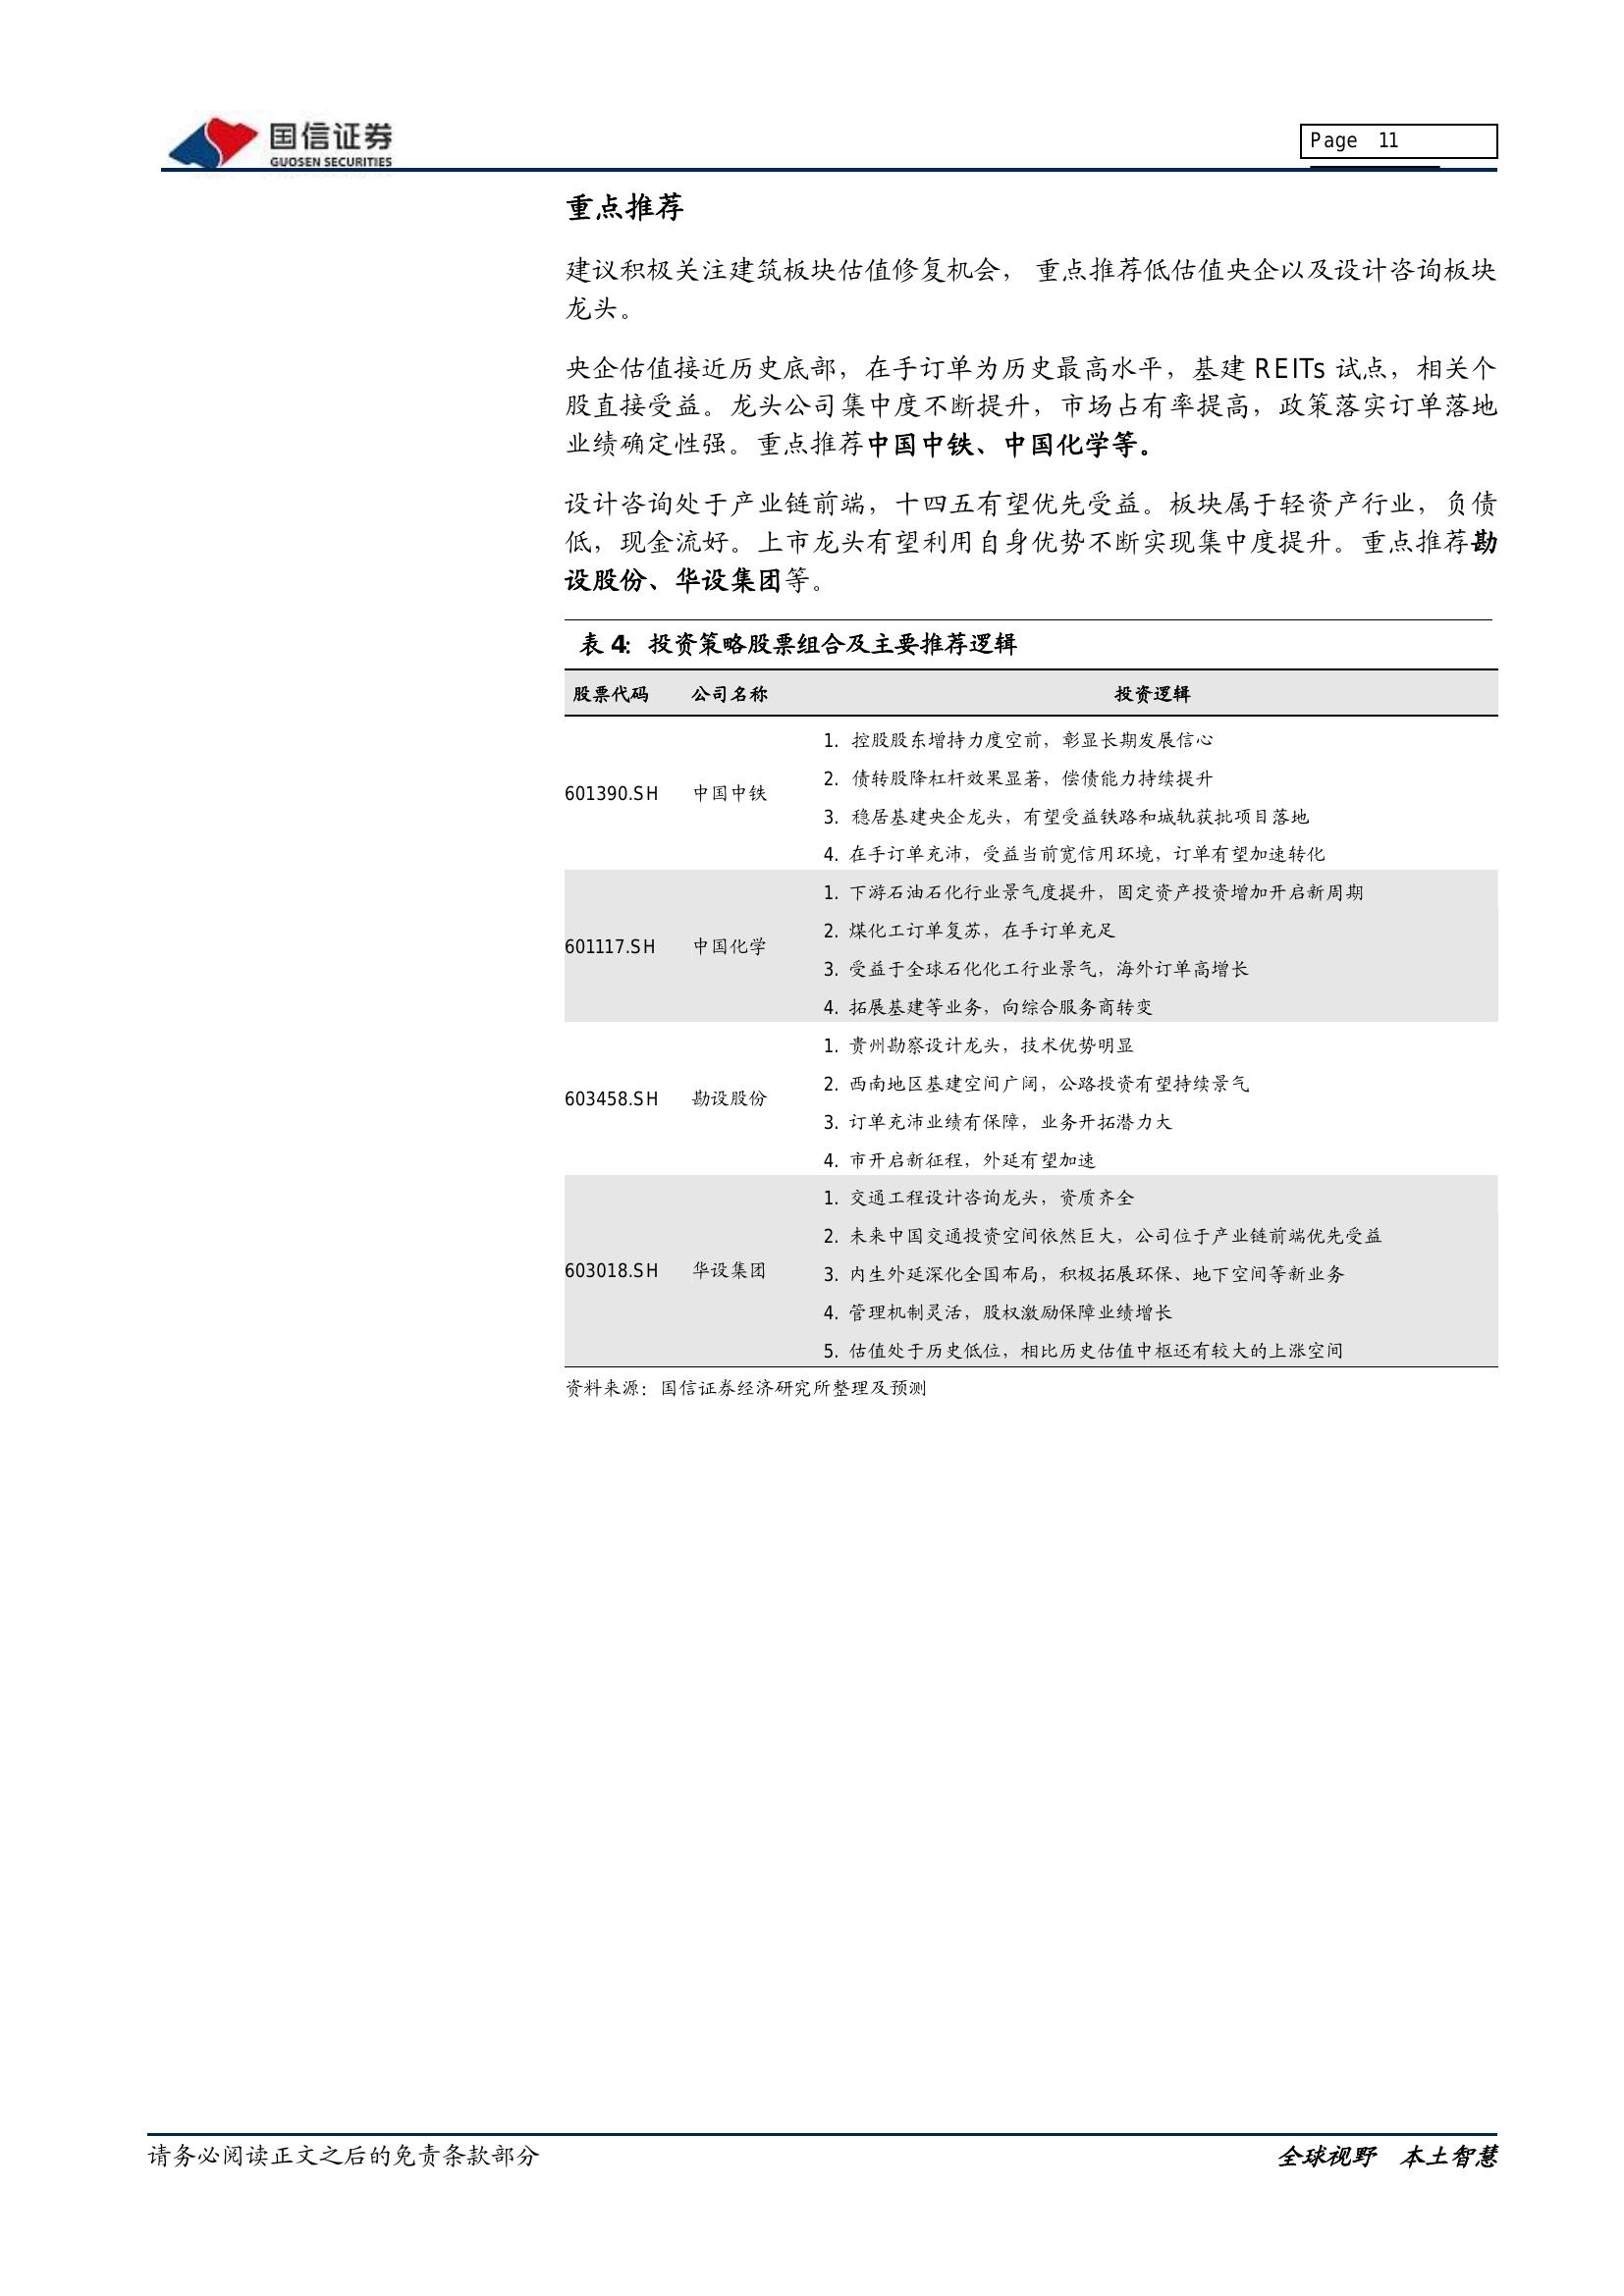 国信证券
GUOSEN SECURITIES
Page 11
重点推荐
建议积极关注建筑板块估值修复机会， 重点推荐低估值央企以及设计咨询板块
龙头。
央企估值接近历史底部，在手订单为历史最高水平，基建 REITs 试点，相关个
股直接受益。龙头公司集中度不断提升，市场占有率提高，政策落实订单落地
业绩确定性强。重点推荐中国中铁、中国化学等。
设计咨询处于产业链前端，十四五有望优先受益。板块属于轻资产行业，负债
低，现金流好。上市龙头有望利用自身优势不断实现集中度提升。重点推荐勘
设股份、华设集团等。
表 4: 投资策略股票组合及主要推荐逻辑
股票代码 公司名称 投资逻辑
1. 控股股东增持力度空前，彰显长期发展信心
2. 债转股降杠杆效果显著，偿债能力持续提升
601390.SH 中国中铁
3. 稳居基建央企龙头，有望受益铁路和城轨获批项目落地
4. 在手订单充沛，受益当前宽信用环境，订单有望加速转化
1. 下游石油石化行业景气度提升，固定资产投资增加开启新周期
2. 煤化工订单复苏，在手订单充足
601117.SH 中国化学
3. 受益于全球石化化工行业景气，海外订单高增长
4. 拓展基建等业务，向综合服务商转变
1. 贵州勘察设计龙头，技术优势明显
2. 西南地区基建空间广阔，公路投资有望持续景气
603458.SH 勘设股份
3. 订单充沛业绩有保障，业务开拓潜力大
4. 市开启新征程，外延有望加速
1. 交通工程设计咨询龙头，资质齐全
2. 未来中国交通投资空间依然巨大，公司位于产业链前端优先受益
603018.SH 华设集团 3. 内生外延深化全国布局，积极拓展环保、地下空间等新业务
4. 管理机制灵活，股权激励保障业绩增长
5. 估值处于历史低位，相比历史估值中枢还有较大的上涨空间
资料来源：国信证券经济研究所整理及预测
请务必阅读正文之后的免责条款部分 全球视野 本土智慧